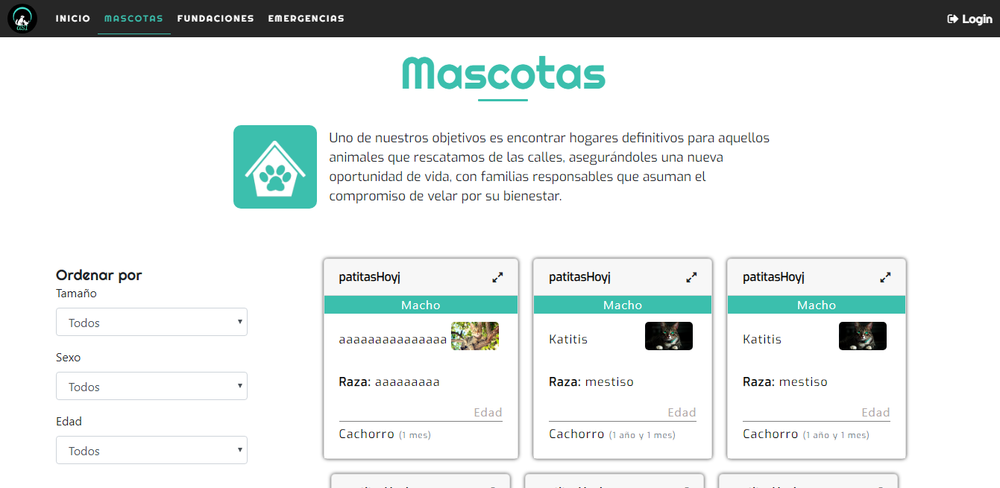 INICIO MASCOTAS FUNDACIONES EMERGENCIAS Login
Mascotas
Uno de nuestros objetivos es encontrar hogares definitivos para aquellos
animales que rescatamos de las calles, asegurándoles una nueva
oportunidad de vida, con familias responsables que asuman el
compromiso de velar por su bienestar.
Ordenar por
Tamaño
Todos
Sexo
Todos
Edad
Todos
patitasHoyj
Macho
aaaaaaaaaaaaaaa
Raza: aaaaaaaaa
Edad
Cachorro (1 mes)
patitasHoyj
Macho
Katitis
Raza: mestiso
Edad
Cachorro (1 año y 1 mes)
patitasHoyj
Macho
Katitis
Raza: mestiso
Edad
Cachorro (1 año y 1 mes)